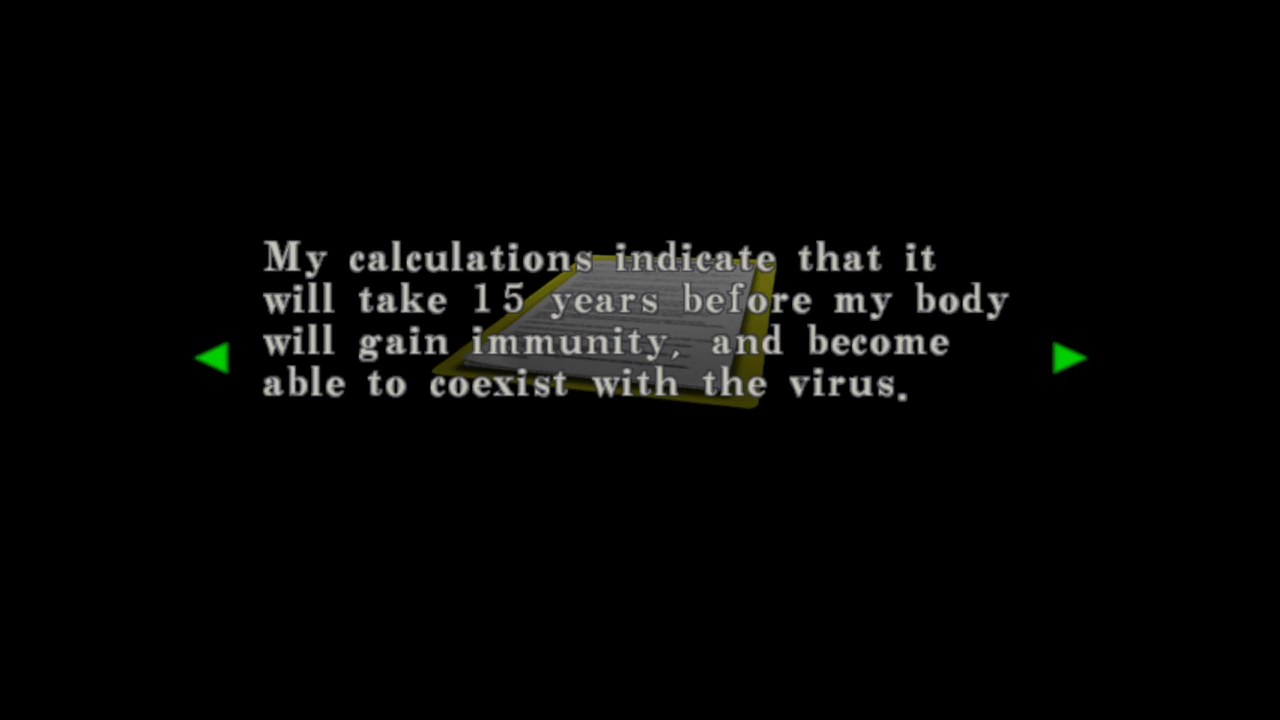 My calculations indicate that it
will take 15 years before my body
will gain immunity, and become
able to coexist with the virus.